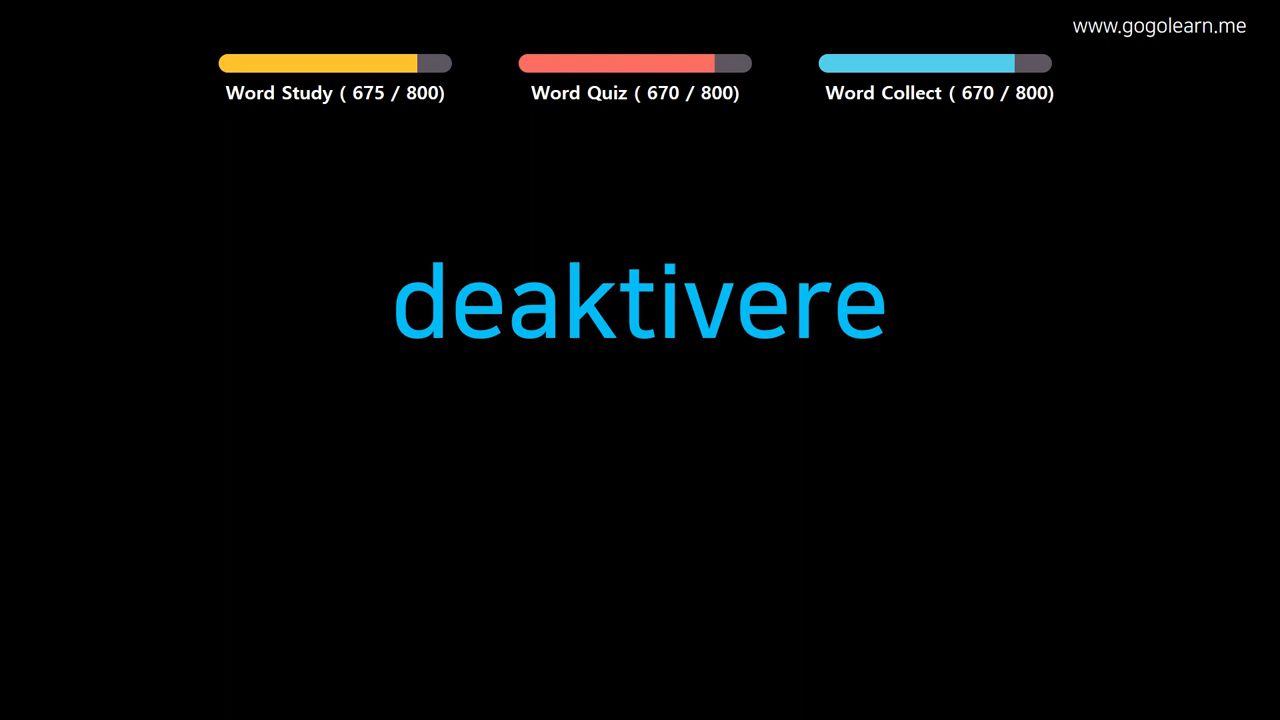 www.gogolearn.me
Word Study ( 675 / 800)
Word Quiz ( 670 / 800)
Word Collect ( 670 / 800)
deaktivere